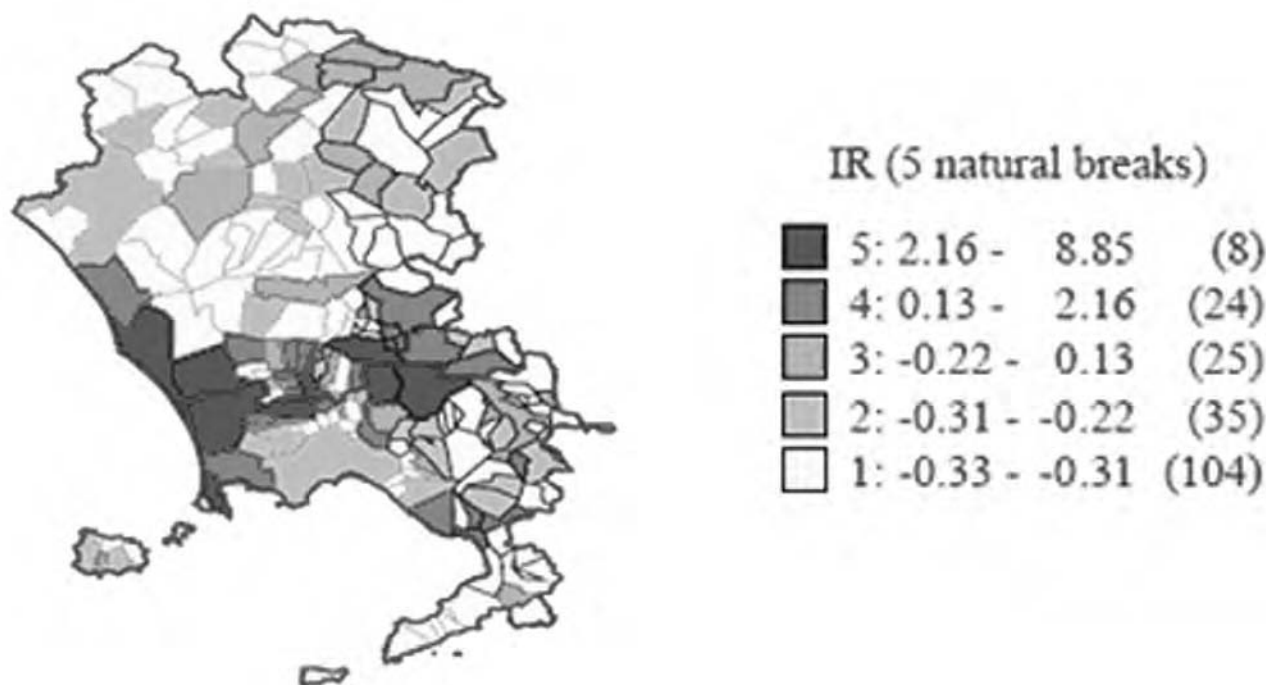 IR (5 natural breaks)
5: 2.16 - 8.85 (8)
4: 0.13 - 2.16 (24)
3: -0.22 - 0.13 (25)
2: -0.31 - -0.22 (35)
1: -0.33 - -0.31 (104)